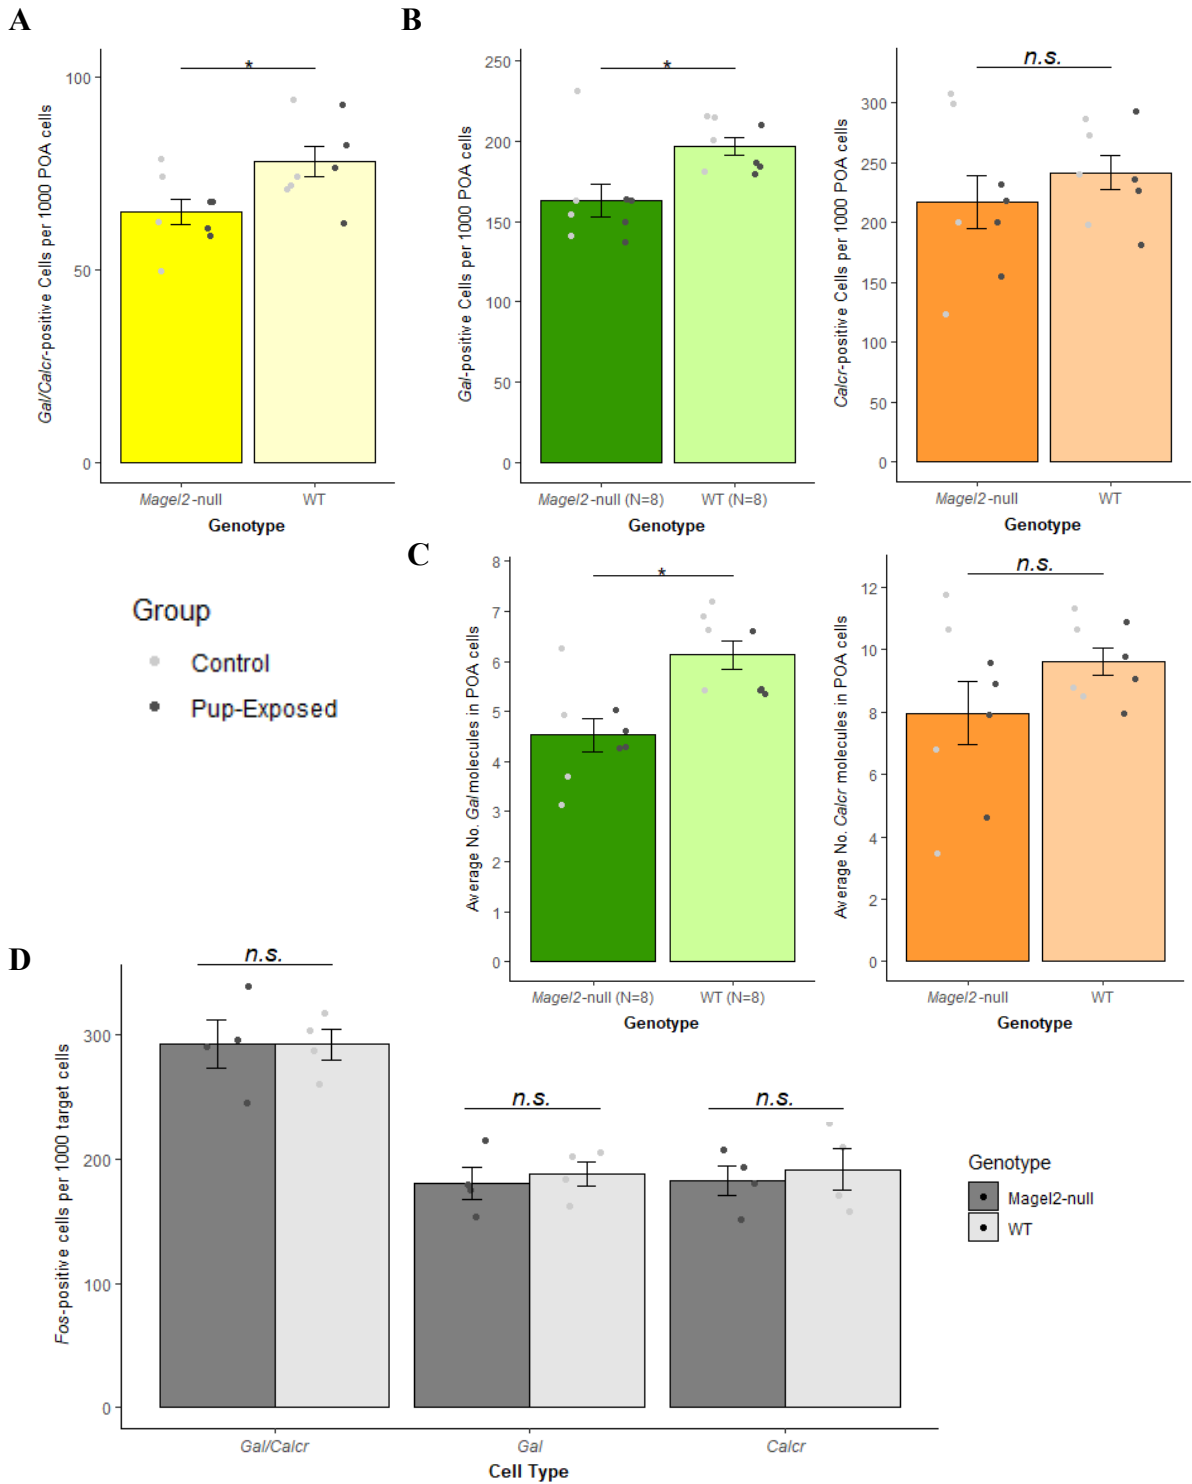 A
Gal/Calcr-positive Cells per 1000 POA cells
100
50
0
*
Magel2-null
WT
Genotype
B
Gal-positive Cells per 1000 POA cells
250
200
150
100
50
0
*
Magel2-null (N=8)
WT (N=8)
Genotype
Calcr-positive Cells per 1000 POA cells
300
250
200
150
100
50
0
n.s.
Magel2-null
WT
Genotype
Group
Control
Pup-Exposed
C
Average No. Gal molecules in POA cells
8
7
6
5
4
3
2
1
0
*
Magel2-null (N=8)
WT (N=8)
Genotype
Average No. Calcr molecules in POA cells
12
10
8
6
4
2
0
n.s.
Magel2-null
WT
Genotype
D
Fos-positive cells per 1000 target cells
300
200
100
0
n.s.
n.s.
n.s.
Gal/Calcr
Gal
Calcr
Cell Type
Genotype
Magel2-null
WT